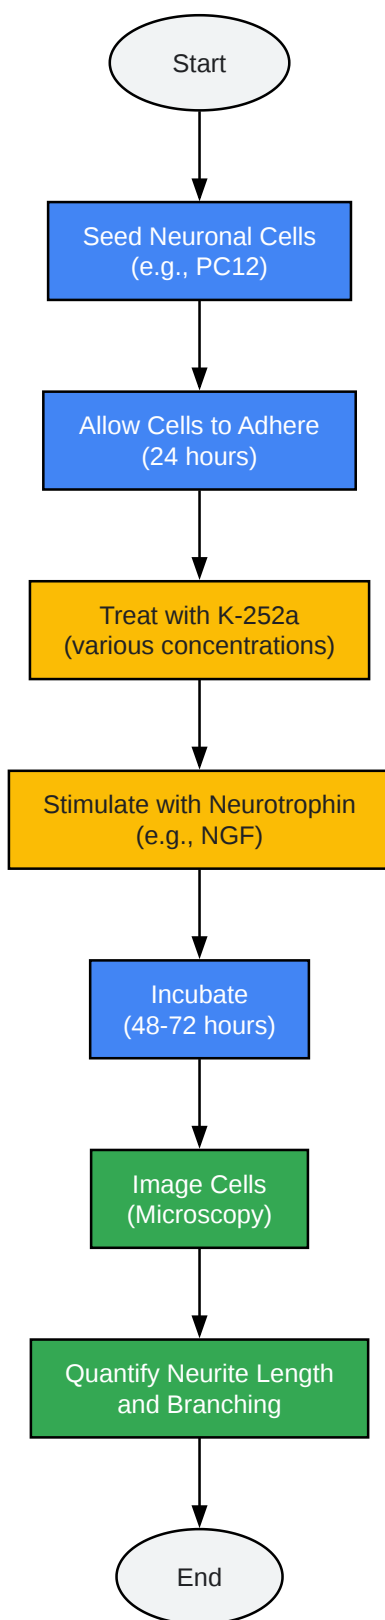 Start
Seed Neuronal Cells
(e.g., PC12)
Allow Cells to Adhere
(24 hours)
Treat with K-252a
(various concentrations)
Stimulate with Neurotrophin
(e.g., NGF)
Incubate
(48-72 hours)
Image Cells
(Microscopy)
Quantify Neurite Length
and Branching
End